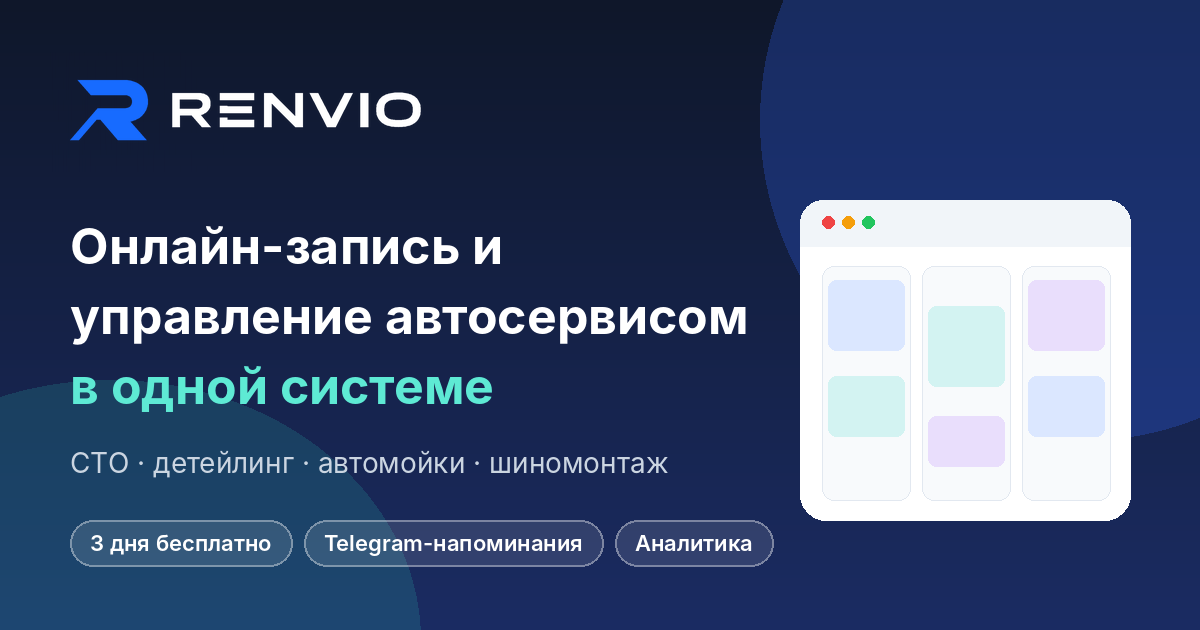 RENVIO
Онлайн-запись и
управление автосервисом
в одной системе
СТО · детейлинг · автомойки · шиномонтаж
3 дня бесплатно
Telegram-напоминания
Аналитика